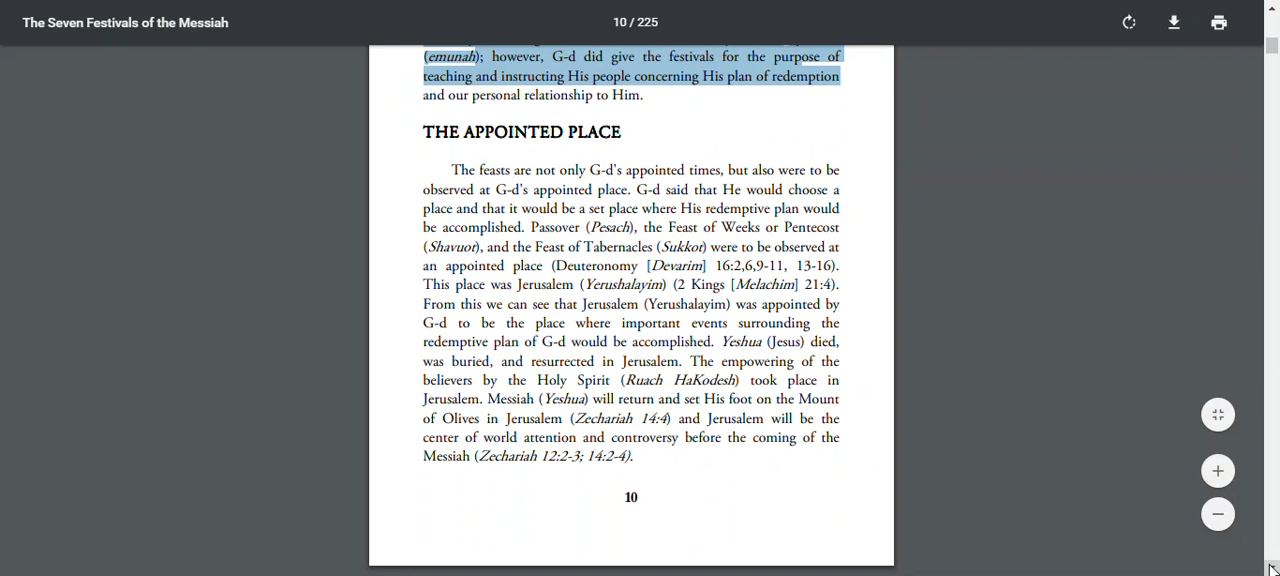 The Seven Festivals of the Messiah
10 / 225
(emunah); however, G-d did give the festivals for the purpose of
teaching and instructing His people concerning His plan of redemption
and our personal relationship to Him.
THE APPOINTED PLACE
The feasts are not only G-d's appointed times, but also were to be
observed at G-d's appointed place. G-d said that He would choose a
place and that it would be a set place where His redemptive plan would
be accomplished. Passover (Pesach), the Feast of Weeks or Pentecost
(Shavuot), and the Feast of Tabernacles (Sukkot) were to be observed at
an appointed place (Deuteronomy [Devarim] 16:2,6,9-11, 13-16).
This place was Jerusalem (Yerushalayim) (2 Kings [Melachim] 21:4).
From this we can see that Jerusalem (Yerushalayim) was appointed by
G-d to be the place where important events surrounding the
redemptive plan of G-d would be accomplished. Yeshua (Jesus) died,
was buried, and resurrected in Jerusalem. The empowering of the
believers by the Holy Spirit (Ruach HaKodesh) took place in
Jerusalem. Messiah (Yeshua) will return and set His foot on the Mount
of Olives in Jerusalem (Zechariah 14:4) and Jerusalem will be the
center of world attention and controversy before the coming of the
Messiah (Zechariah 12:2-3; 14:2-4).
10